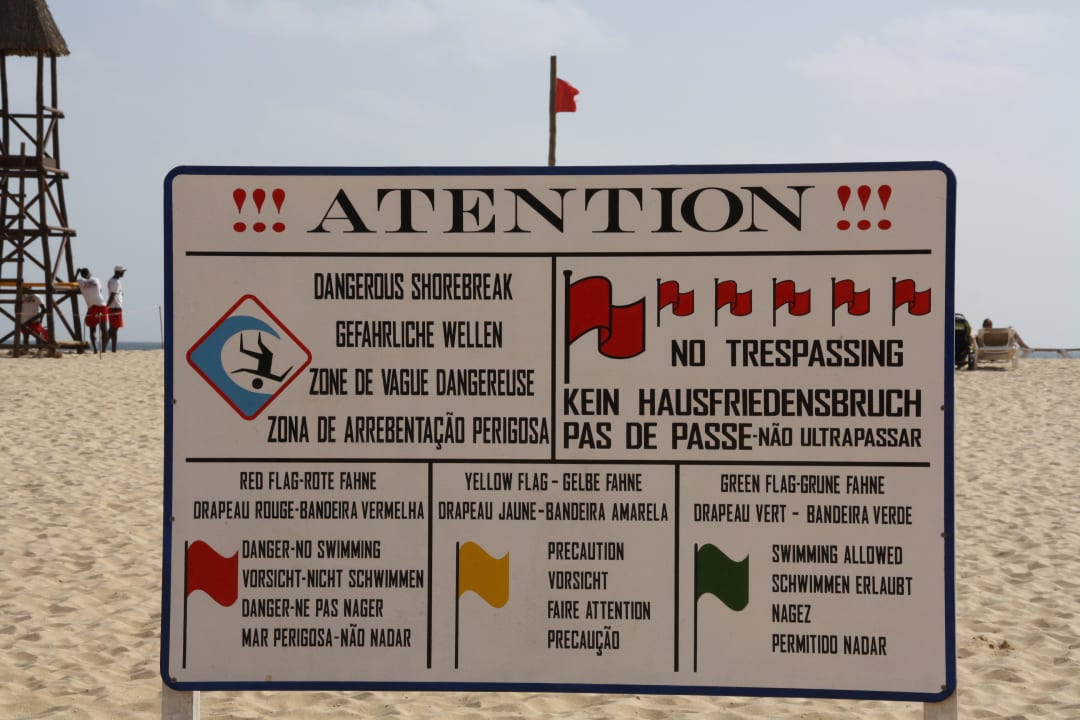 !!! ATENTION !!!
DANGEROUS SHOREBREAK
GEFAHRLICHE WELLEN
ZONE DE VAGUE DANGEREUSE
ZONA DE ARREBENTAÇÃO PERIGOSA
NO TRESPASSING
KEIN HAUSFRIEDENSBRUCH
PAS DE PASSE-NÃO ULTRAPASSAR
RED FLAG-ROTE FAHNE
DRAPEAU ROUGE-BANDEIRA VERMELHA
DANGER-NO SWIMMING
VORSICHT-NICHT SCHWIMMEN
DANGER-NE PAS NAGER
MAR PERIGOSA-NÃO NADAR
YELLOW FLAG - GELBE FAHNE
DRAPEAU JAUNE-BANDEIRA AMARELA
PRECAUTION
VORSICHT
FAIRE ATTENTION
PRECAUÇÃO
GREEN FLAG-GRUNE FAHNE
DRAPEAU VERT - BANDEIRA VERDE
SWIMMING ALLOWED
SCHWIMMEN ERLAUBT
NAGEZ
PERMITIDO NADAR